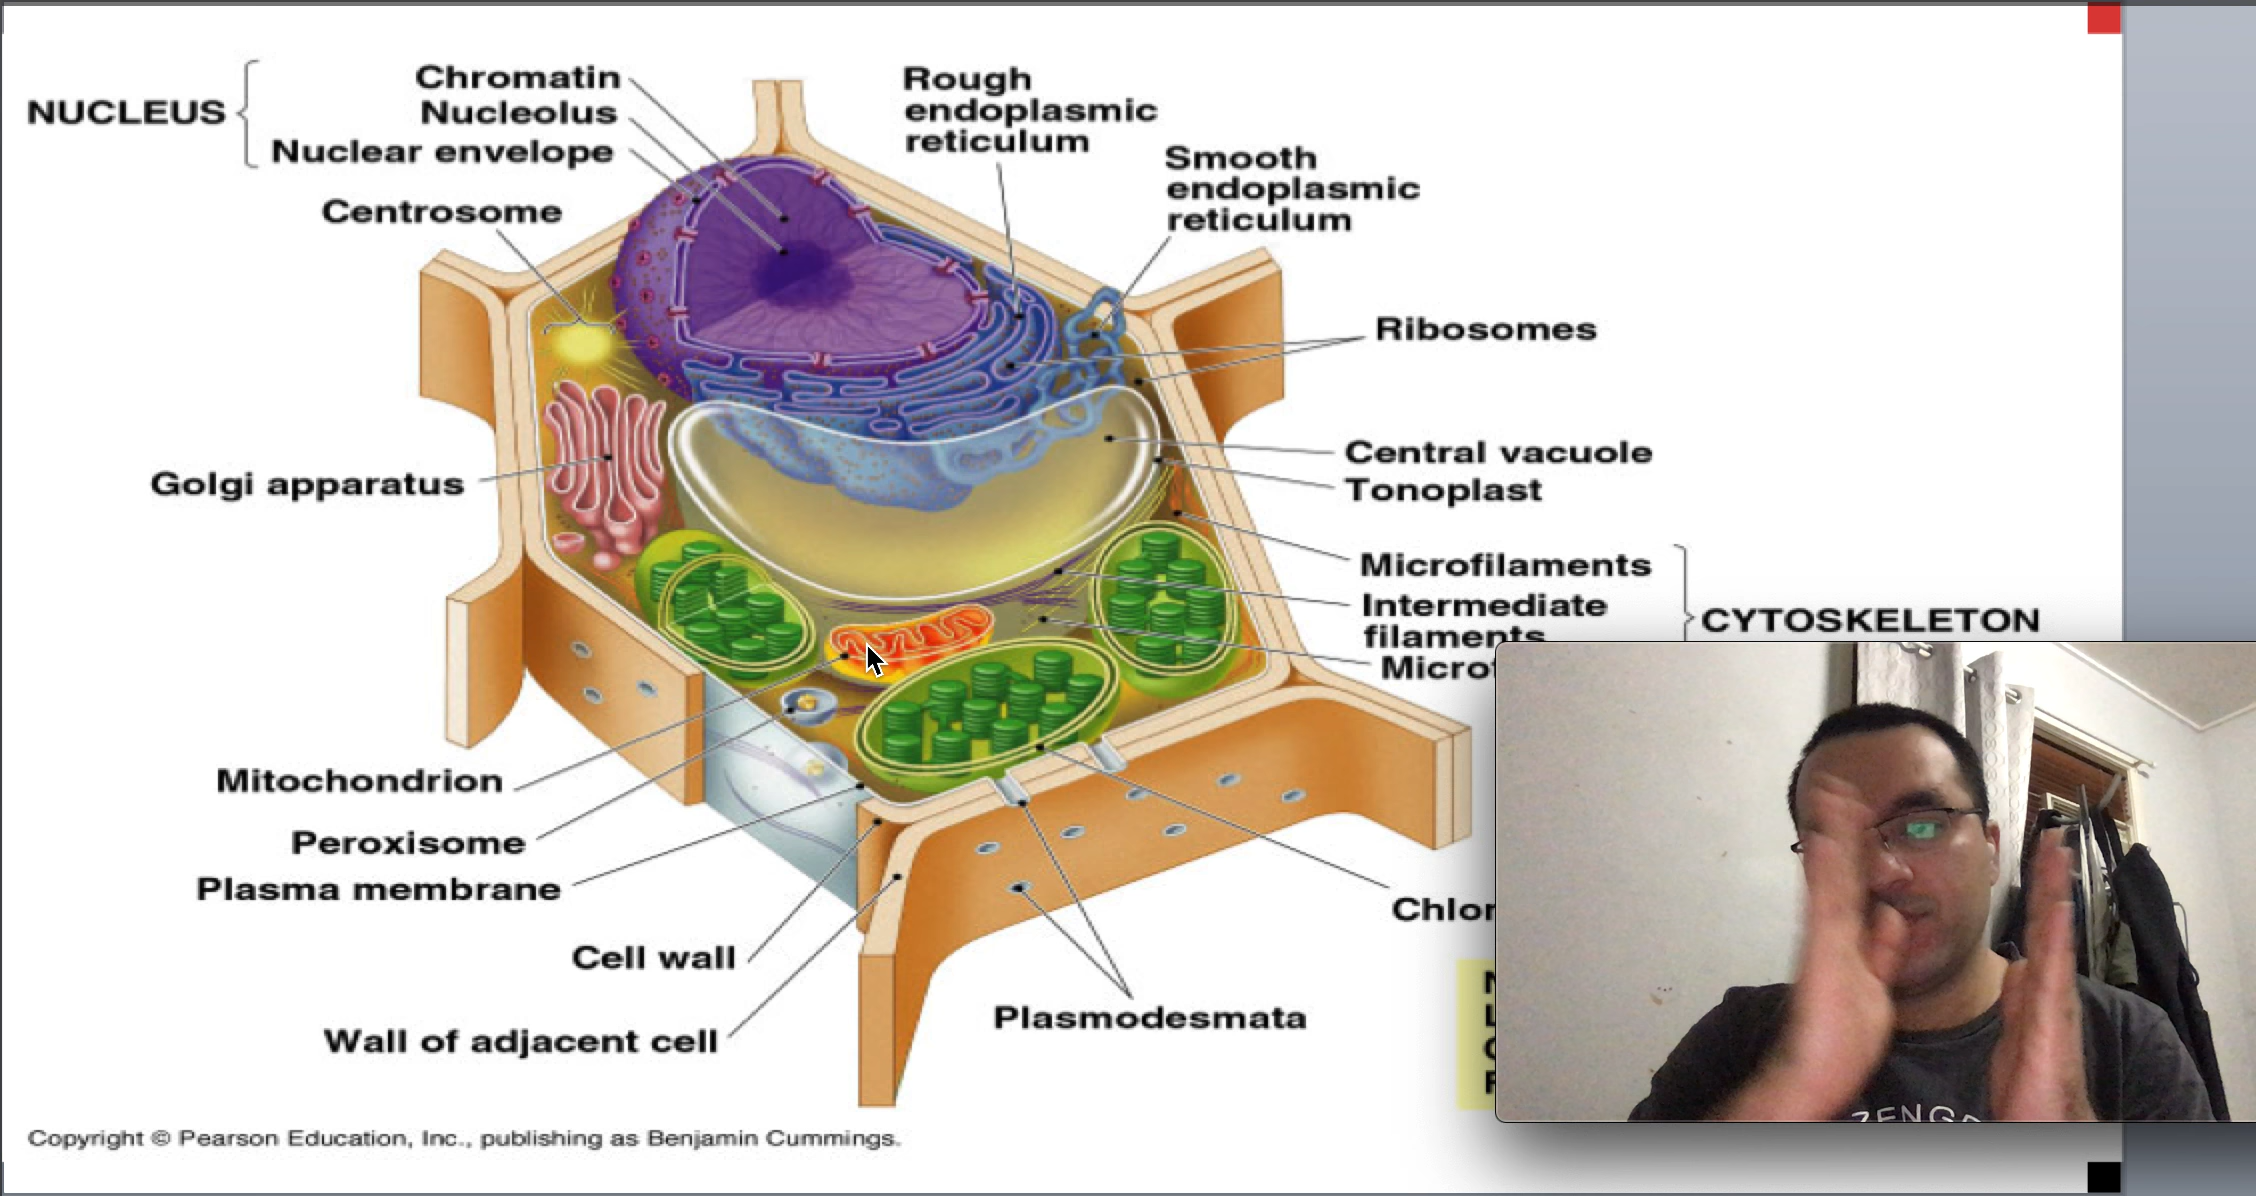 NUCLEUS
Chromatin
Nucleolus
Nuclear envelope
Centrosome
Rough
endoplasmic
reticulum
Smooth
endoplasmic
reticulum
Ribosomes
Golgi apparatus
Central vacuole
Tonoplast
Microfilaments
Intermediate
filaments
CYTOSKELETON
Mitochondrion
Peroxisome
Plasma membrane
Cell wall
Wall of adjacent cell
Plasmodesmata
Copyright © Pearson Education, Inc., publishing as Benjamin Cummings.